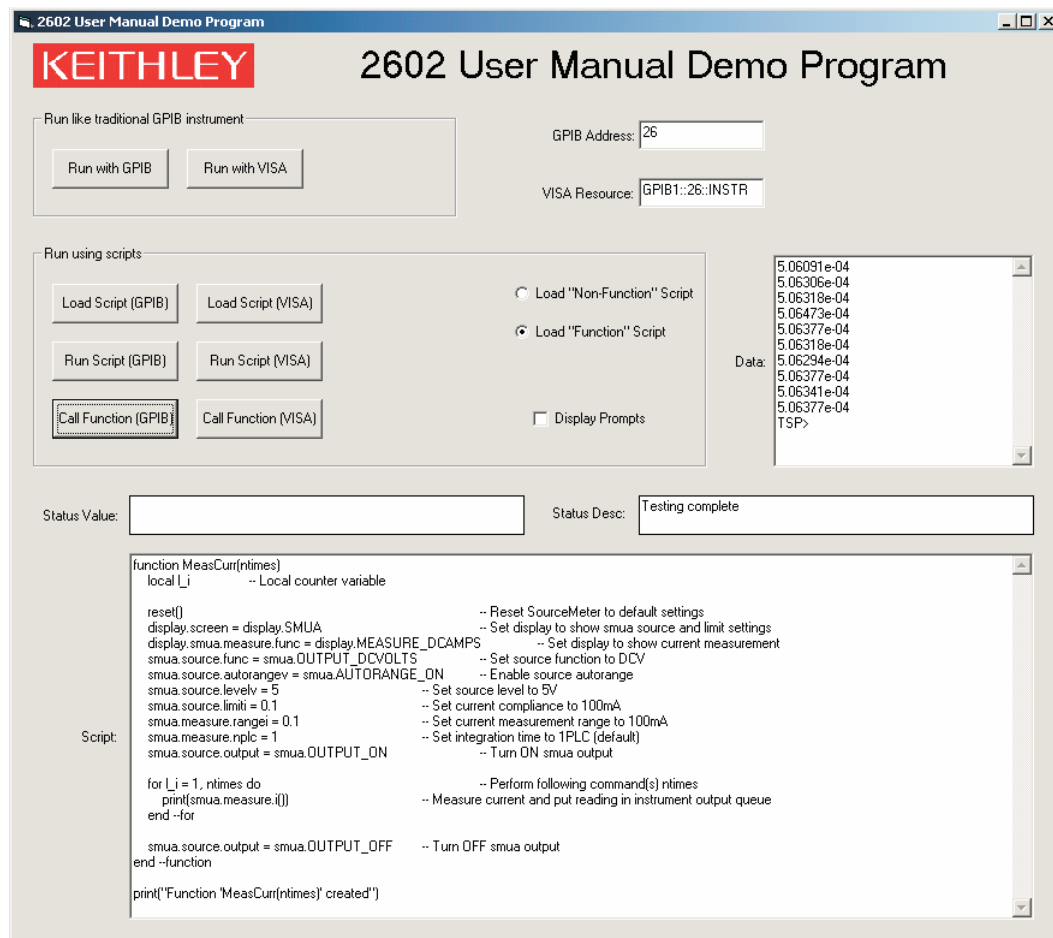 2602 User Manual Demo Program
KEITHLEY
2602 User Manual Demo Program
Run like traditional GPIB instrument
Run with GPIB
Run with VISA
GPIB Address: 26
VISA Resource: GPIB1::26::INSTR
Run using scripts
Load Script (GPIB)
Load Script (VISA)
Load "Non-Function" Script
Load "Function" Script
Run Script (GPIB)
Run Script (VISA)
Call Function (GPIB)
Call Function (VISA)
Display Prompts
Data:
5.06091e-04
5.06306e-04
5.06318e-04
5.06473e-04
5.06377e-04
5.06318e-04
5.06294e-04
5.06377e-04
5.06341e-04
5.06377e-04
TSP>
Status Value:
Status Desc: Testing complete
Script:
function MeasCurr(ntimes)
local l_i -- Local counter variable
reset() -- Reset SourceMeter to default settings
display.screen = display.SMUA -- Set display to show smua source and limit settings
display.smua.measure.func = display.MEASURE_DCAMPS -- Set display to show current measurement
smua.source.func = smua.OUTPUT_DCVOLTS -- Set source function to DCV
smua.source.autorangev = smua.AUTORANGE_ON -- Enable source autorange
smua.source.levelv = 5 -- Set source level to 5V
smua.source.limiti = 0.1 -- Set current compliance to 100mA
smua.measure.rangei = 0.1 -- Set current measurement range to 100mA
smua.measure.nplc = 1 -- Set integration time to 1PLC (default)
smua.source.output = smua.OUTPUT_ON -- Turn ON smua output
for l_i = 1, ntimes do -- Perform following command(s) ntimes
print(smua.measure.i()) -- Measure current and put reading in instrument output queue
end --for
smua.source.output = smua.OUTPUT_OFF -- Turn OFF smua output
end --function
print("Function 'MeasCurr(ntimes)' created")